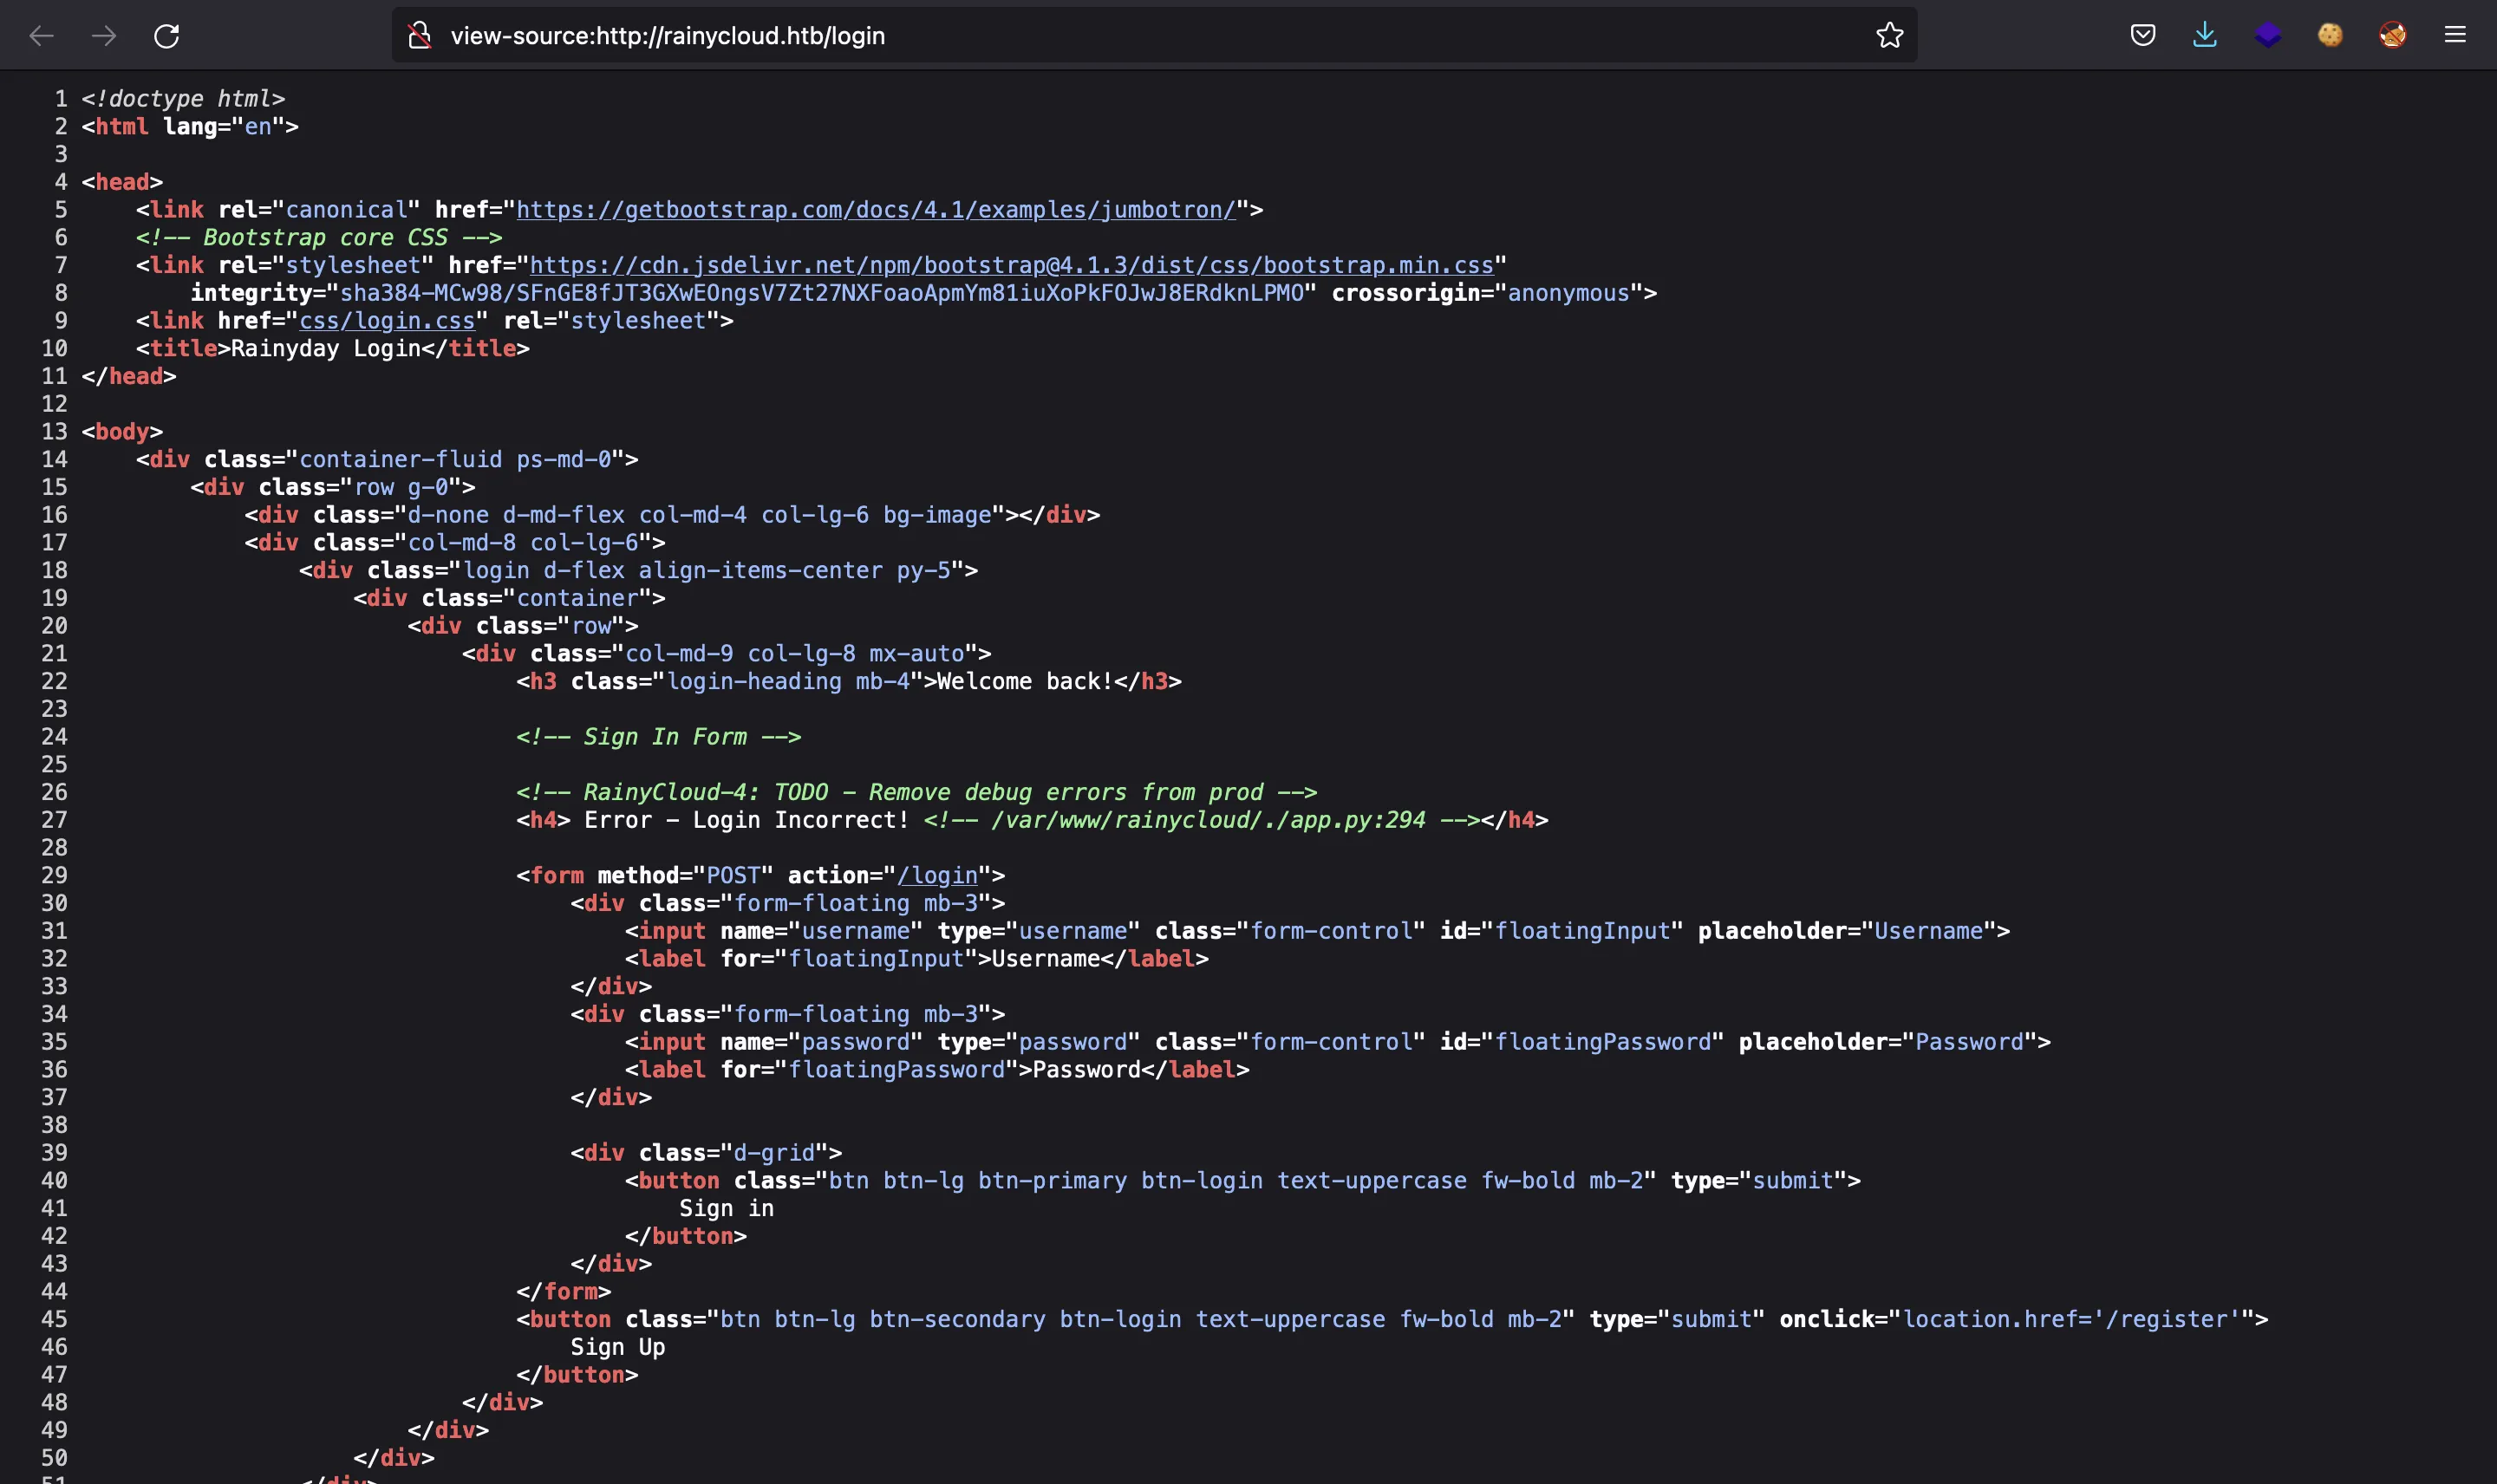 view-source:http://rainycloud.htb/login
1 <!doctype html>
2 <html lang="en">
3
4 <head>
5     <link rel="canonical" href="https://getbootstrap.com/docs/4.1/examples/jumbotron/">
6     <!-- Bootstrap core CSS -->
7     <link rel="stylesheet" href="https://cdn.jsdelivr.net/npm/bootstrap@4.1.3/dist/css/bootstrap.min.css"
8         integrity="sha384-MCw98/SFnGE8fJT3GXwEOngsV7Zt27NXFoaoApmYm81iuXoPkFOJwJ8ERdknLPMO" crossorigin="anonymous">
9     <link href="css/login.css" rel="stylesheet">
10     <title>Rainyday Login</title>
11 </head>
12
13 <body>
14     <div class="container-fluid ps-md-0">
15         <div class="row g-0">
16             <div class="d-none d-md-flex col-md-4 col-lg-6 bg-image"></div>
17             <div class="col-md-8 col-lg-6">
18                 <div class="login d-flex align-items-center py-5">
19                     <div class="container">
20                         <div class="row">
21                             <div class="col-md-9 col-lg-8 mx-auto">
22                                 <h3 class="login-heading mb-4">Welcome back!</h3>
23
24                                 <!-- Sign In Form -->
25
26                                 <!-- RainyCloud-4: TODO - Remove debug errors from prod -->
27                                 <h4> Error - Login Incorrect! <!-- /var/www/rainycloud/./app.py:294 --></h4>
28
29                                 <form method="POST" action="/login">
30                                     <div class="form-floating mb-3">
31                                         <input name="username" type="username" class="form-control" id="floatingInput" placeholder="Username">
32                                         <label for="floatingInput">Username</label>
33                                     </div>
34                                     <div class="form-floating mb-3">
35                                         <input name="password" type="password" class="form-control" id="floatingPassword" placeholder="Password">
36                                         <label for="floatingPassword">Password</label>
37                                     </div>
38
39                                     <div class="d-grid">
40                                         <button class="btn btn-lg btn-primary btn-login text-uppercase fw-bold mb-2" type="submit">
41                                             Sign in
42                                         </button>
43                                     </div>
44                                 </form>
45                                 <button class="btn btn-lg btn-secondary btn-login text-uppercase fw-bold mb-2" type="submit" onclick="location.href='/register'">
46                                     Sign Up
47                                 </button>
48                             </div>
49                         </div>
50                     </div>
51                 </div>